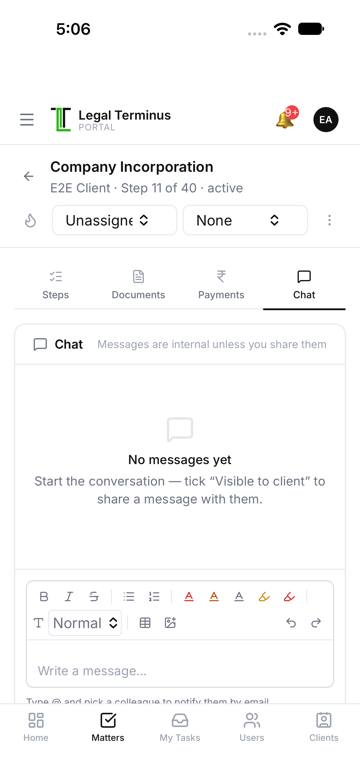 5:06
Legal Terminus
PORTAL
9+
EA
Company Incorporation
E2E Client · Step 11 of 40 · active
Unassigne
None
Steps
Documents
Payments
Chat
Chat
Messages are internal unless you share them
No messages yet
Start the conversation — tick “Visible to client” to
share a message with them.
Normal
Write a message...
Type @ and pick a colleague to notify them by email
Home
Matters
My Tasks
Users
Clients